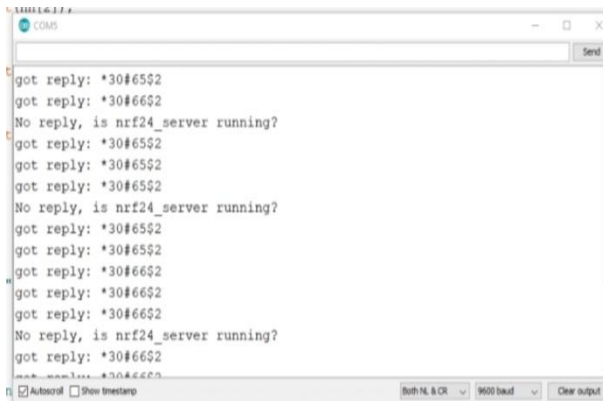 COM5
Send
got reply: *30#65$2
got reply: *30#66$2
No reply, is nrf24_server running?
got reply: *30#65$2
got reply: *30#65$2
got reply: *30#65$2
No reply, is nrf24_server running?
got reply: *30#65$2
got reply: *30#65$2
got reply: *30#66$2
got reply: *30#66$2
got reply: *30#66$2
No reply, is nrf24_server running?
got reply: *30#66$2
Autoscroll Show timestamp Both NL & CR 9600 baud Clear output